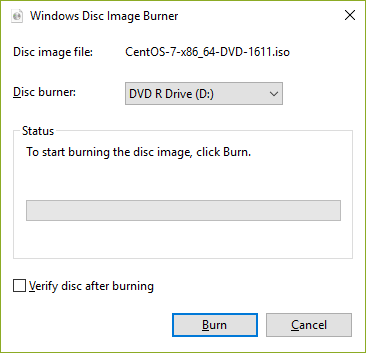 Windows Disc Image Burner
Disc image file: CentOS-7-x86_64-DVD-1611.iso
Disc burner: DVD R Drive (D:)
Status
To start burning the disc image, click Burn.
Verify disc after burning
Burn Cancel